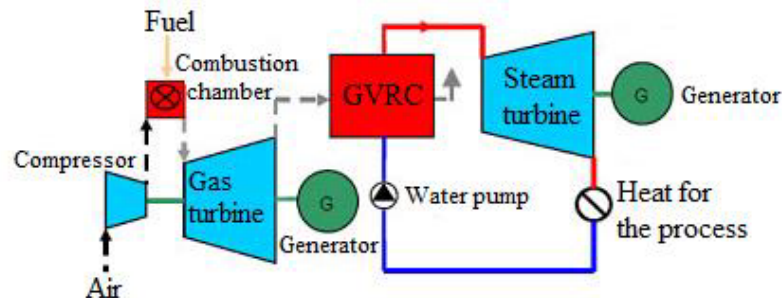 Fuel
Combustion
chamber
Compressor
Gas
turbine
G
Generator
Air
GVRC
Water pump
Steam
turbine
G
Generator
Heat for
the process